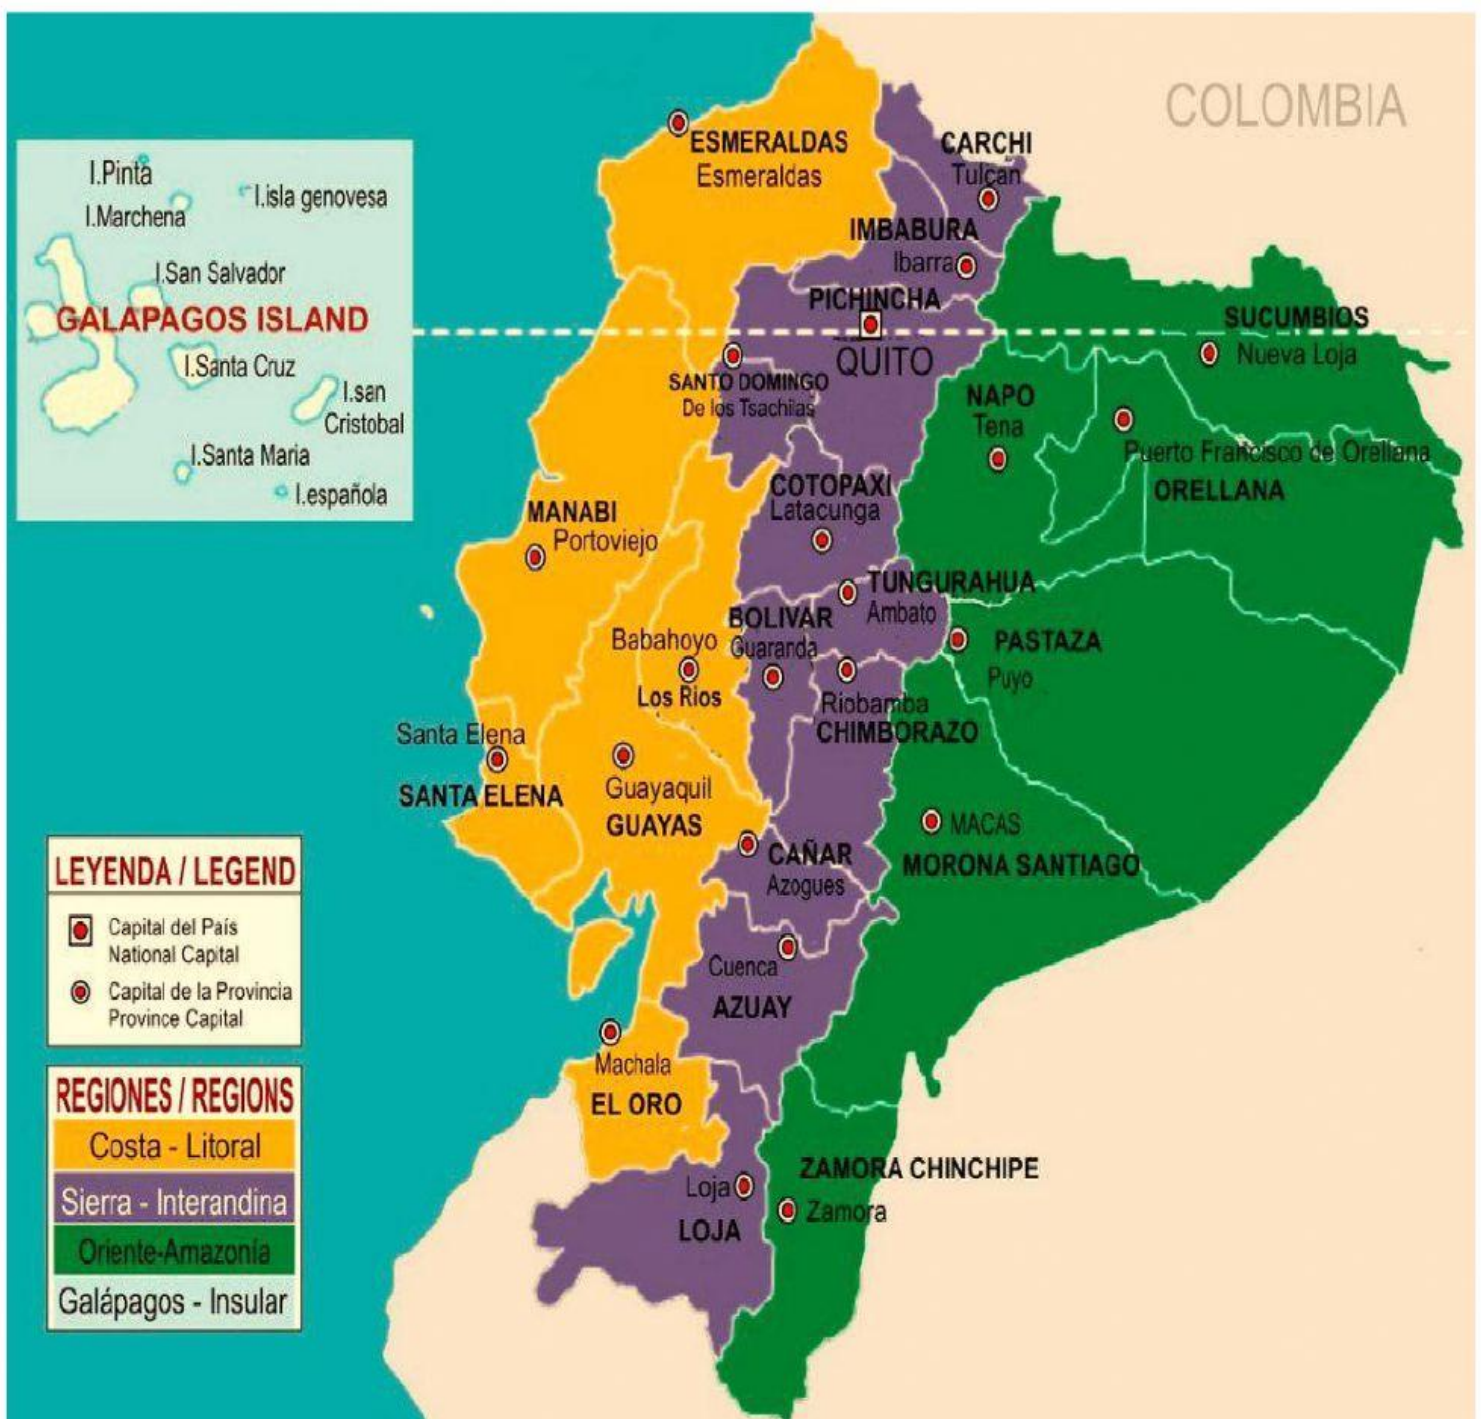 COLOMBIA
ESMERALDAS
Esmeraldas
CARCHI
Tulcan
IMBABURA
Ibarra
PICHINCHA
QUITO
SANTO DOMINGO
De los Tsachilas
SUCUMBIOS
Nueva Loja
NAPO
Tena
Puerto Francisco de Orellana
ORELLANA
COTOPAXI
Latacunga
MANABI
Portoviejo
TUNGURAHUA
Ambato
BOLIVAR
Guaranda
Babahoyo
Los Rios
PASTAZA
Puyo
Riobamba
CHIMBORAZO
Santa Elena
SANTA ELENA
Guayaquil
GUAYAS
MACAS
MORONA SANTIAGO
CAÑAR
Azogues
Cuenca
AZUAY
Machala
EL ORO
ZAMORA CHINCHIPE
Zamora
Loja
LOJA
I.Pinta
I.Marchena
I.isla genovesa
I.San Salvador
GALAPAGOS ISLAND
I.Santa Cruz
I.san
Cristobal
I.Santa Maria
I.española
LEYENDA / LEGEND
Capital del País
National Capital
Capital de la Provincia
Province Capital
REGIONES / REGIONS
Costa - Litoral
Sierra - Interandina
Oriente-Amazonía
Galápagos - Insular